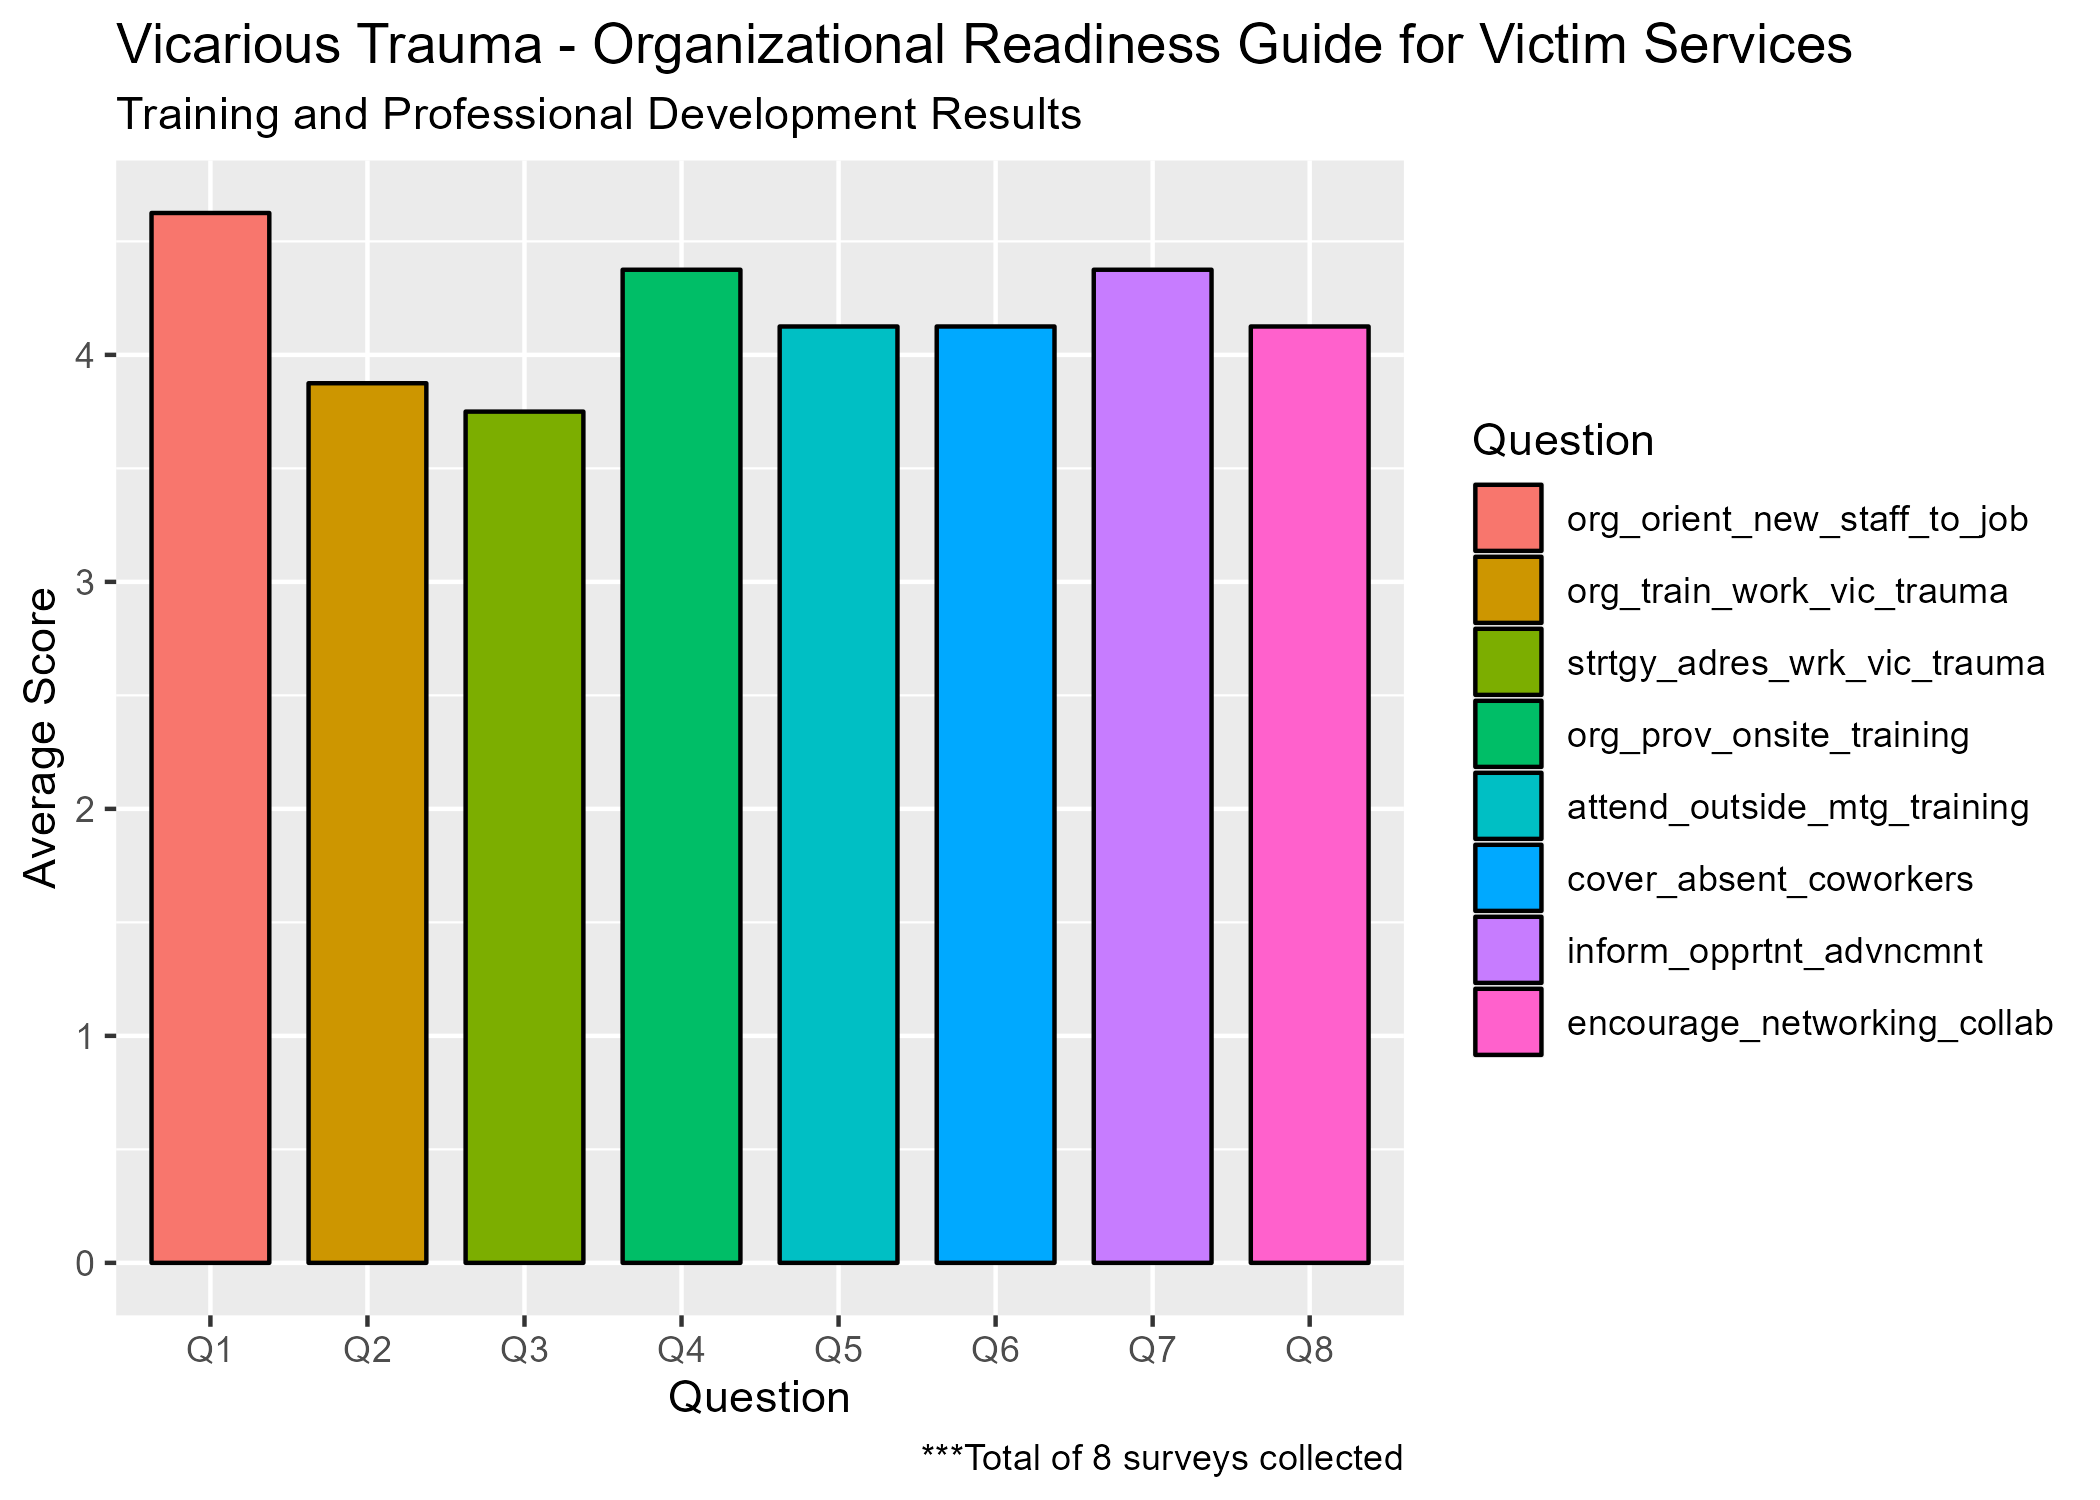 Vicarious Trauma - Organizational Readiness Guide for Victim Services
Training and Professional Development Results
Average Score
4
3
2
1
0
Q1 Q2 Q3 Q4 Q5 Q6 Q7 Q8
Question
***Total of 8 surveys collected
Question
org_orient_new_staff_to_job
org_train_work_vic_trauma
strtgy_adres_wrk_vic_trauma
org_prov_onsite_training
attend_outside_mtg_training
cover_absent_coworkers
inform_opprtnt_advncmnt
encourage_networking_collab